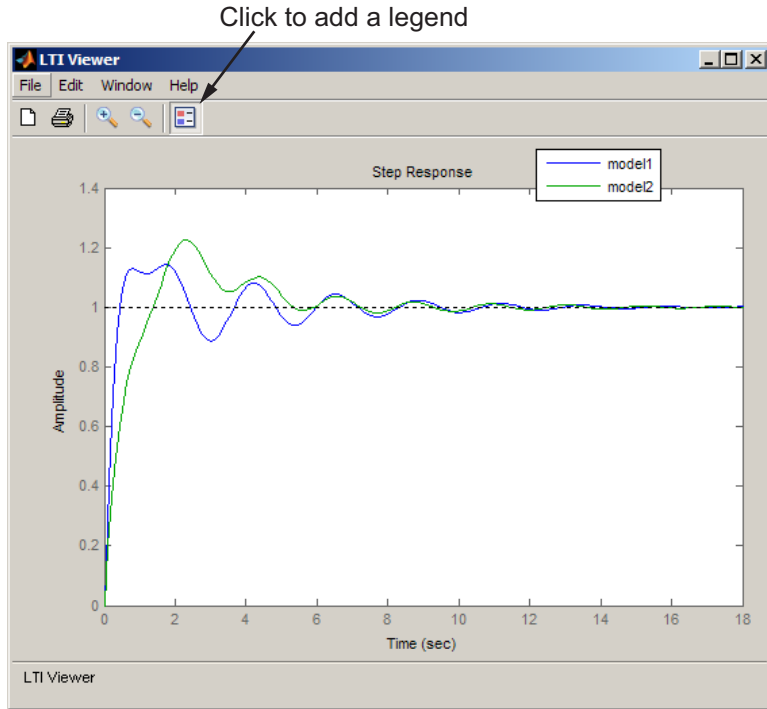 Click to add a legend
LTI Viewer
File Edit Window Help
Step Response
model1
model2
1.4
1.2
1
0.8
0.6
0.4
0.2
0
Amplitude
0 2 4 6 8 10 12 14 16 18
Time (sec)
LTI Viewer